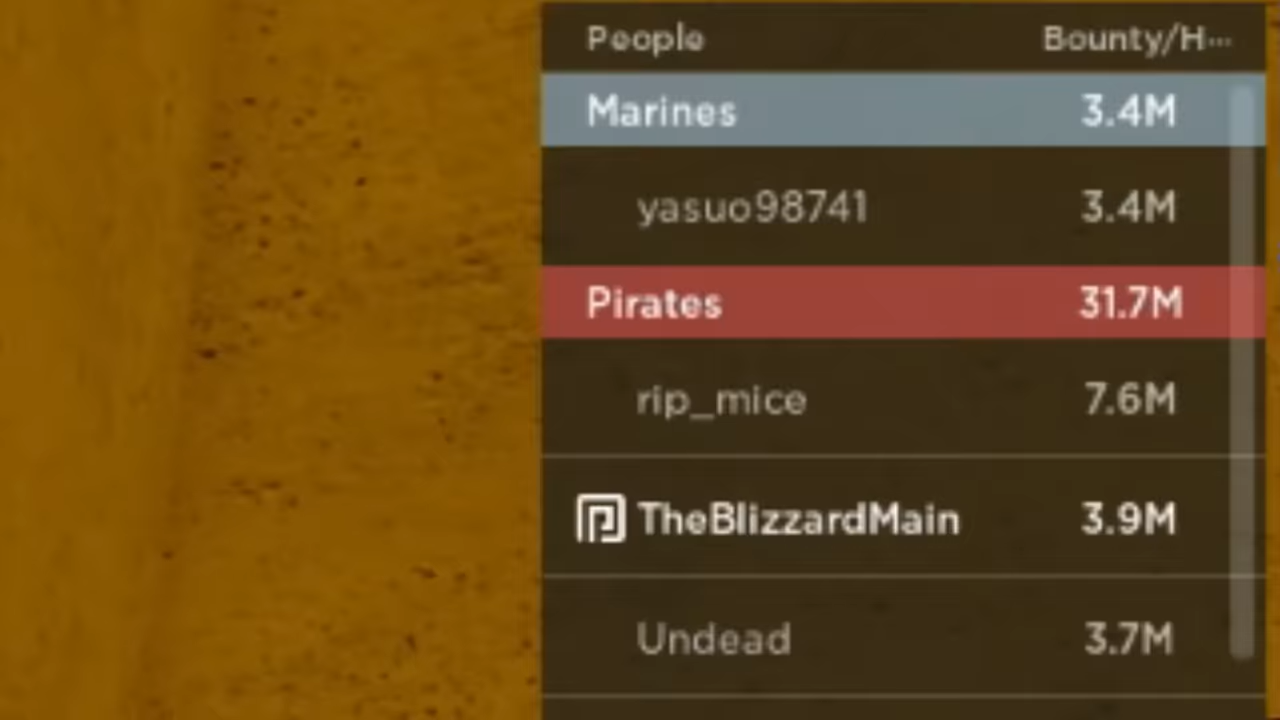 People Bounty/H...
Marines 3.4M
yasuo98741 3.4M
Pirates 31.7M
rip_mice 7.6M
TheBlizzardMain 3.9M
Undead 3.7M